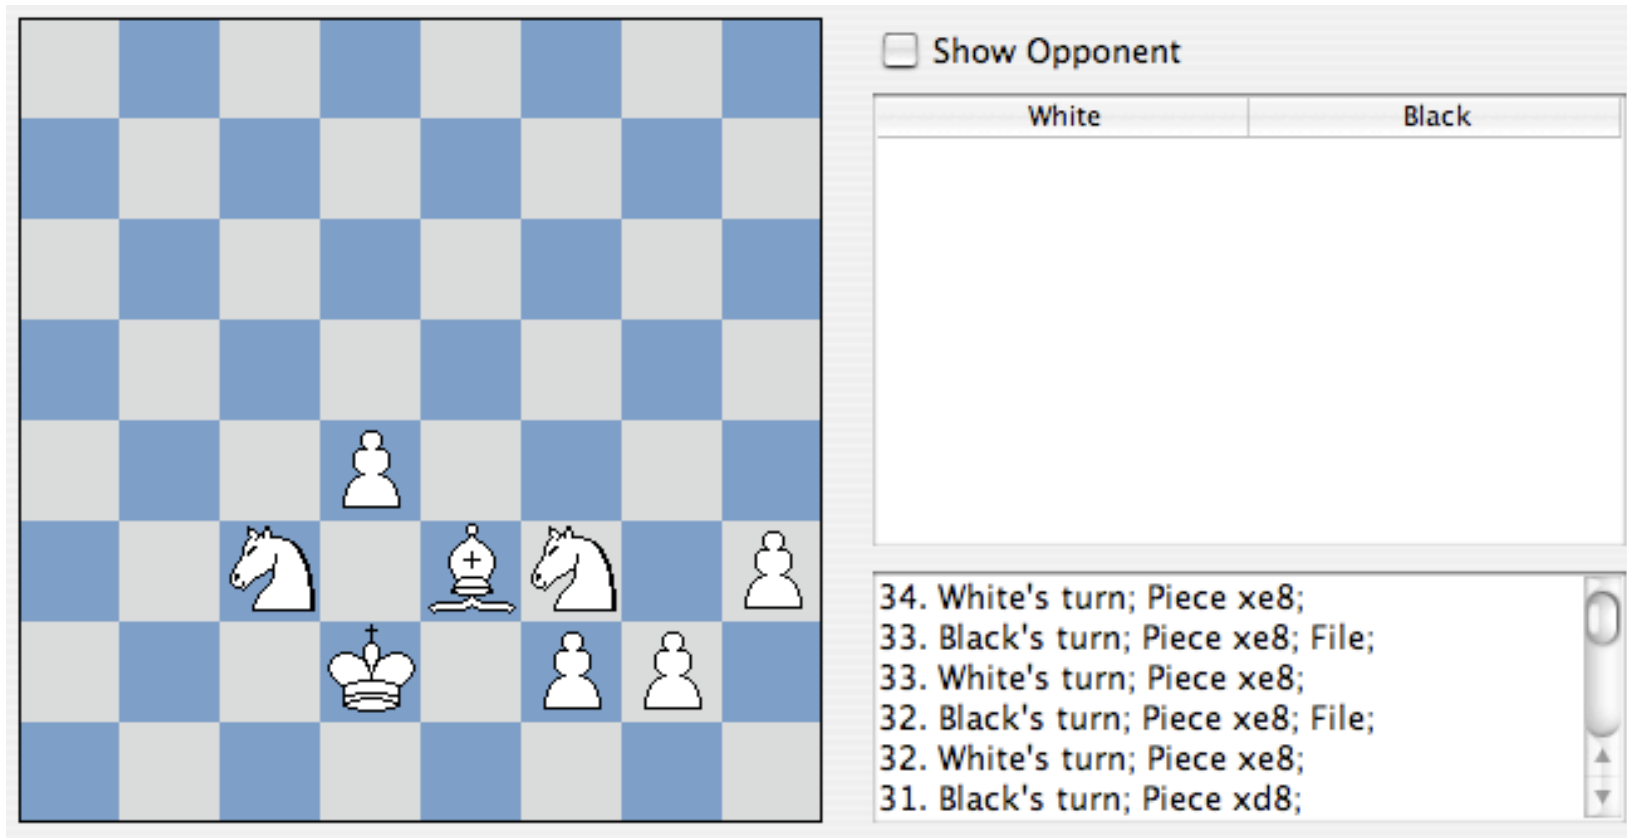 Show Opponent
White Black
34. White's turn; Piece xe8;
33. Black's turn; Piece xe8; File;
33. White's turn; Piece xe8;
32. Black's turn; Piece xe8; File;
32. White's turn; Piece xe8;
31. Black's turn; Piece xd8;